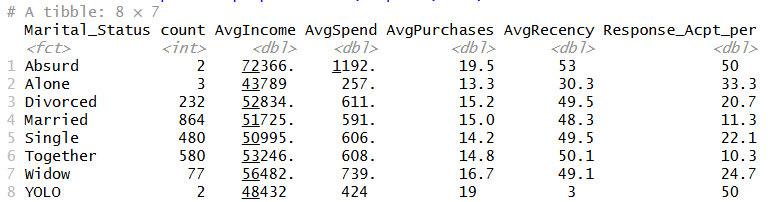 # A tibble: 8 × 7
Marital_Status count AvgIncome AvgSpend AvgPurchases AvgRecency Response_Acpt_per
<fct> <int> <dbl> <dbl> <dbl> <dbl> <dbl>
1 Absurd 2 72366. 1192. 19.5 53 50
2 Alone 3 43789 257. 13.3 30.3 33.3
3 Divorced 232 52834. 611. 15.2 49.5 20.7
4 Married 864 51725. 591. 15.0 48.3 11.3
5 Single 480 50995. 606. 14.2 49.5 22.1
6 Together 580 53246. 608. 14.8 50.1 10.3
7 Widow 77 56482. 739. 16.7 49.1 24.7
8 YOLO 2 48432 424 19 3 50